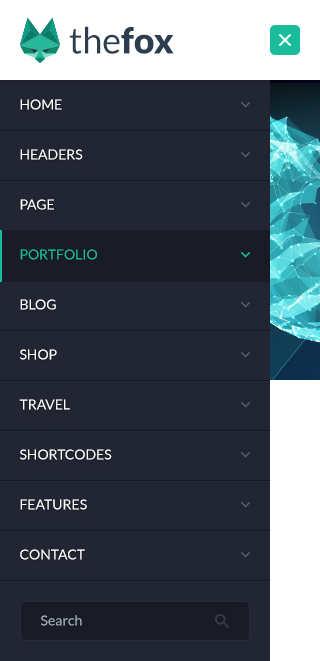 thefox
HOME
HEADERS
PAGE
PORTFOLIO
BLOG
SHOP
TRAVEL
SHORTCODES
FEATURES
CONTACT
Search